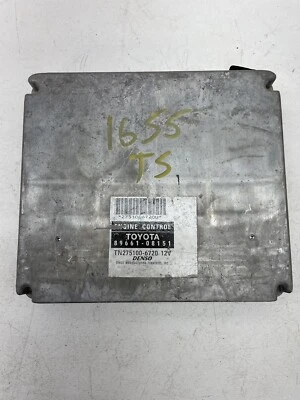 1655
TS
ENGINE CONTROL
TOYOTA
89661-08151
TN275100-6720 12V
DENSO